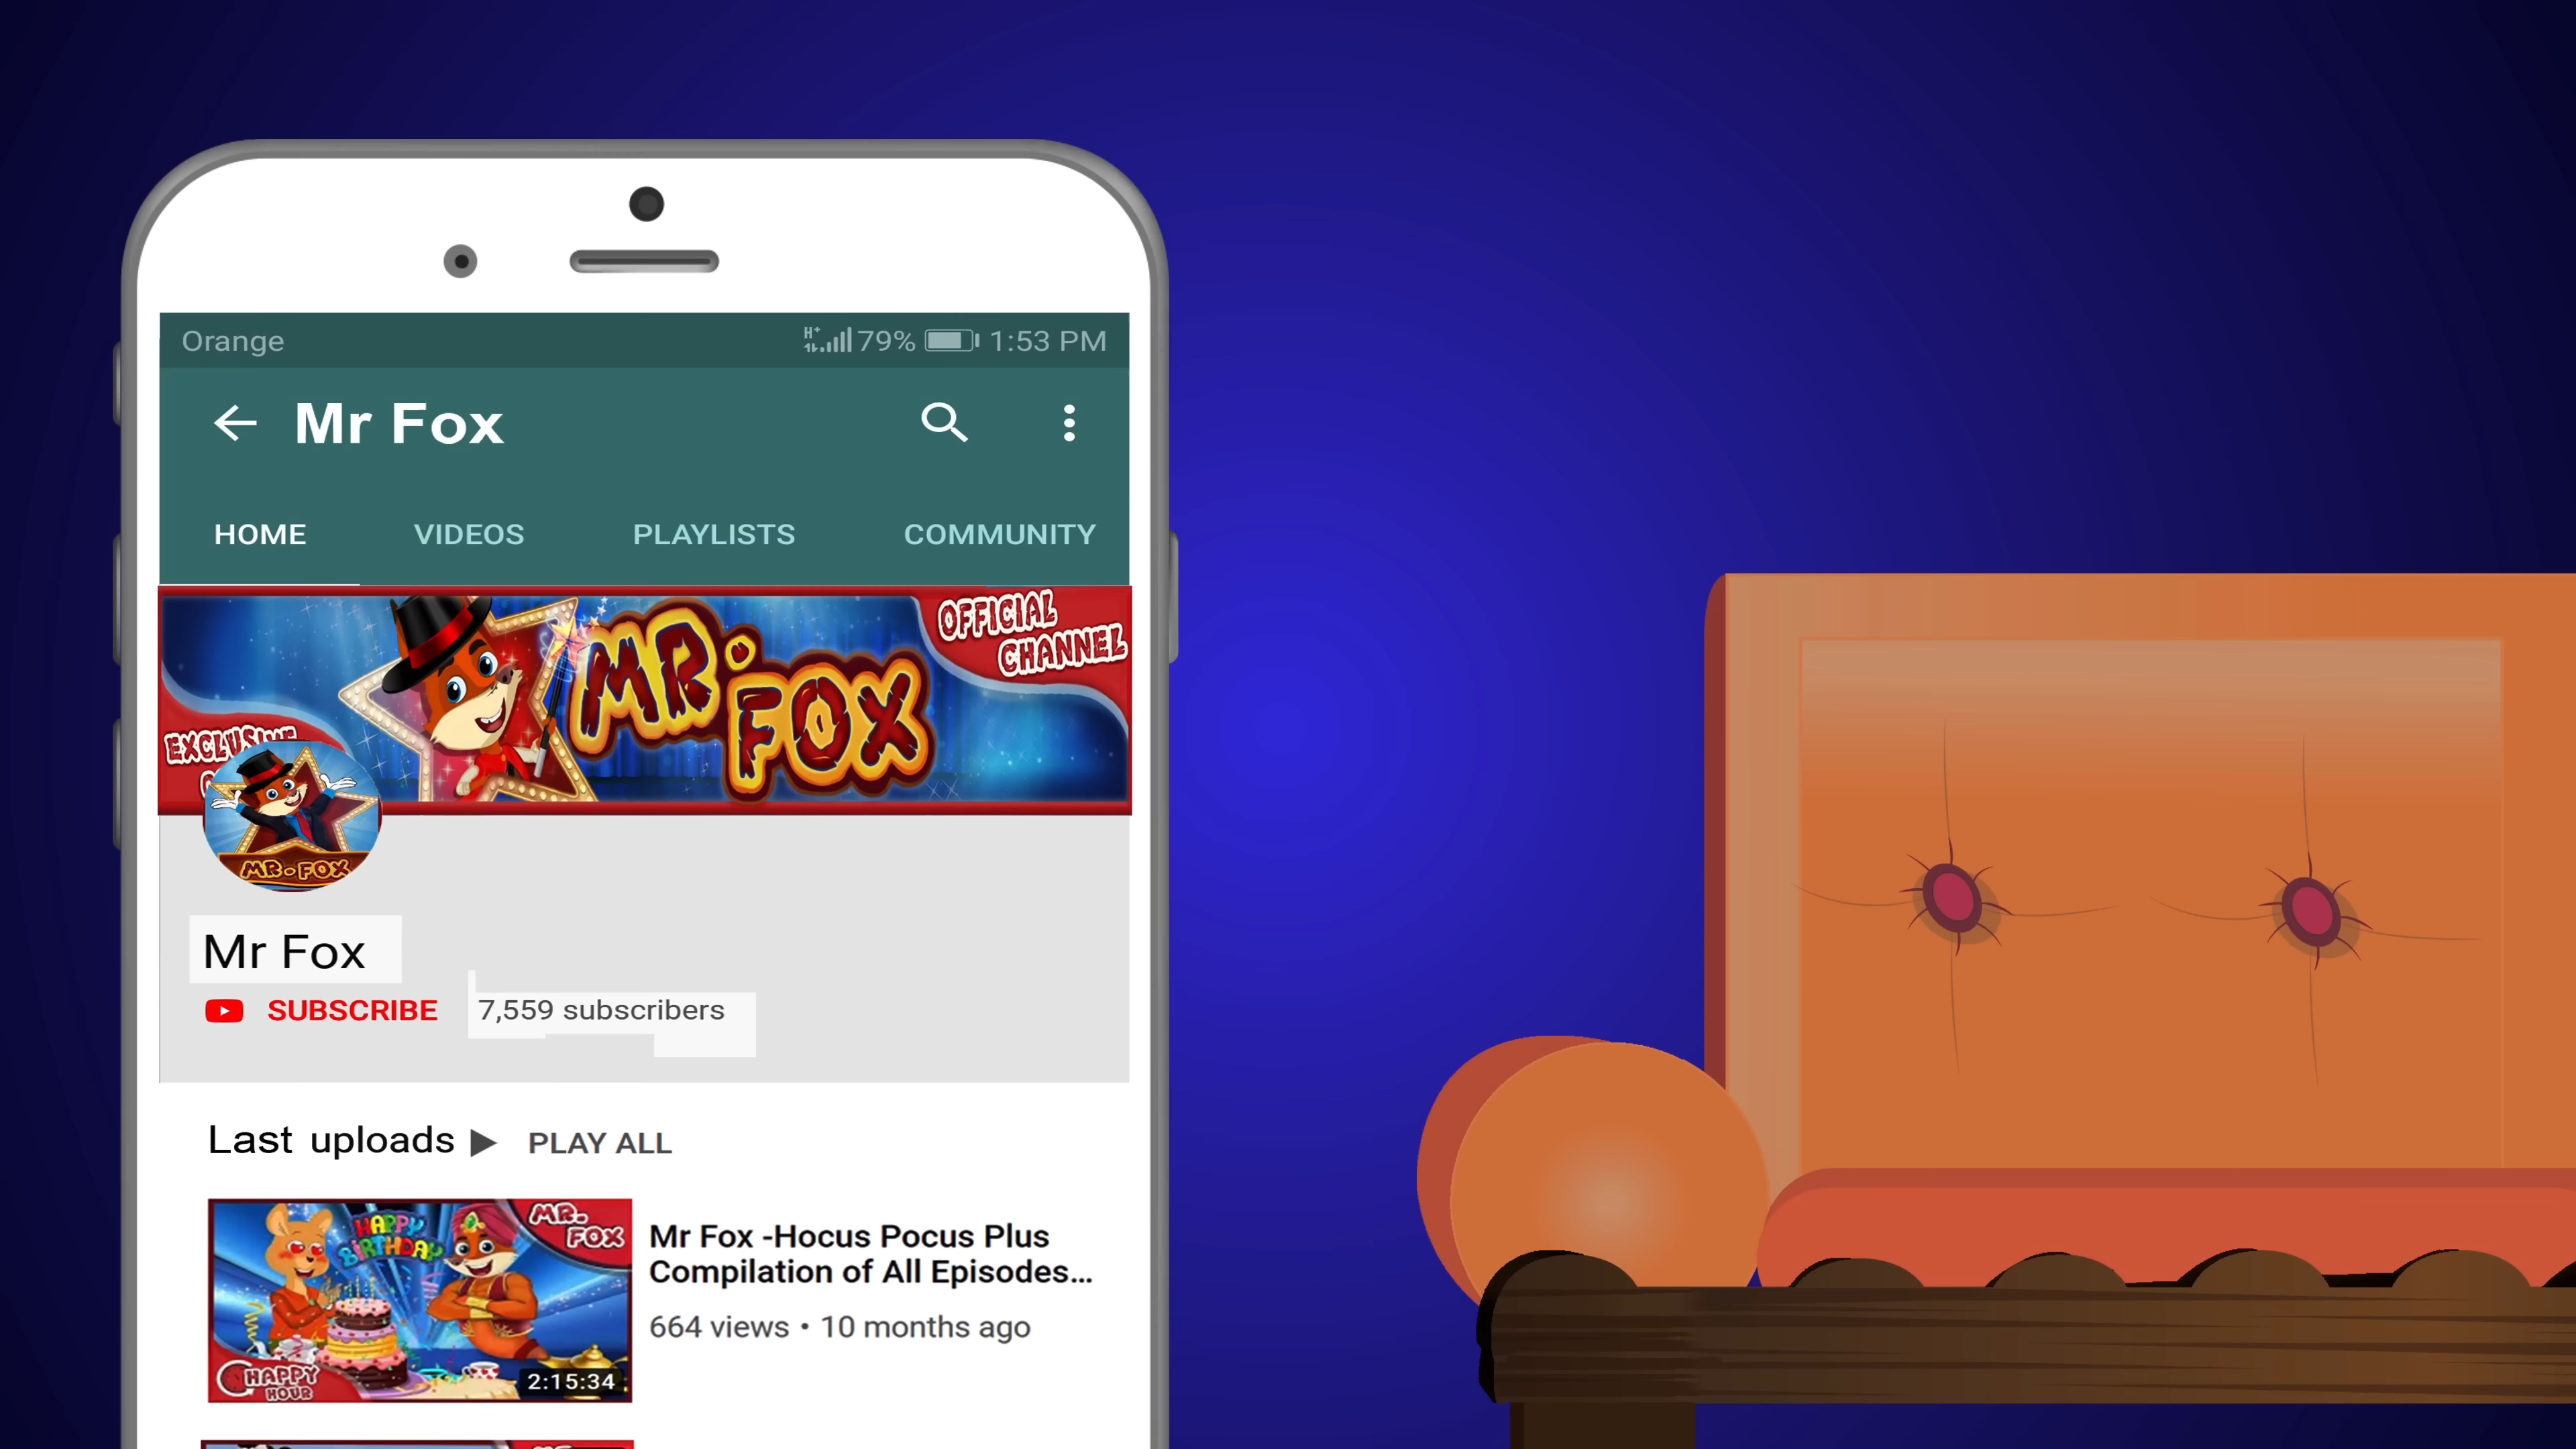 Orange
H+ 79% 1:53 PM
Mr Fox
HOME VIDEOS PLAYLISTS COMMUNITY
OFFICIAL
CHANNEL
MR.
FOX
MR. FOX
Mr Fox
SUBSCRIBE 7,559 subscribers
Last uploads PLAY ALL
HAPPY
BIRTHDAY
MR.
FOX
HAPPY
HOUR
2:15:34
Mr Fox -Hocus Pocus Plus
Compilation of All Episodes...
664 views • 10 months ago